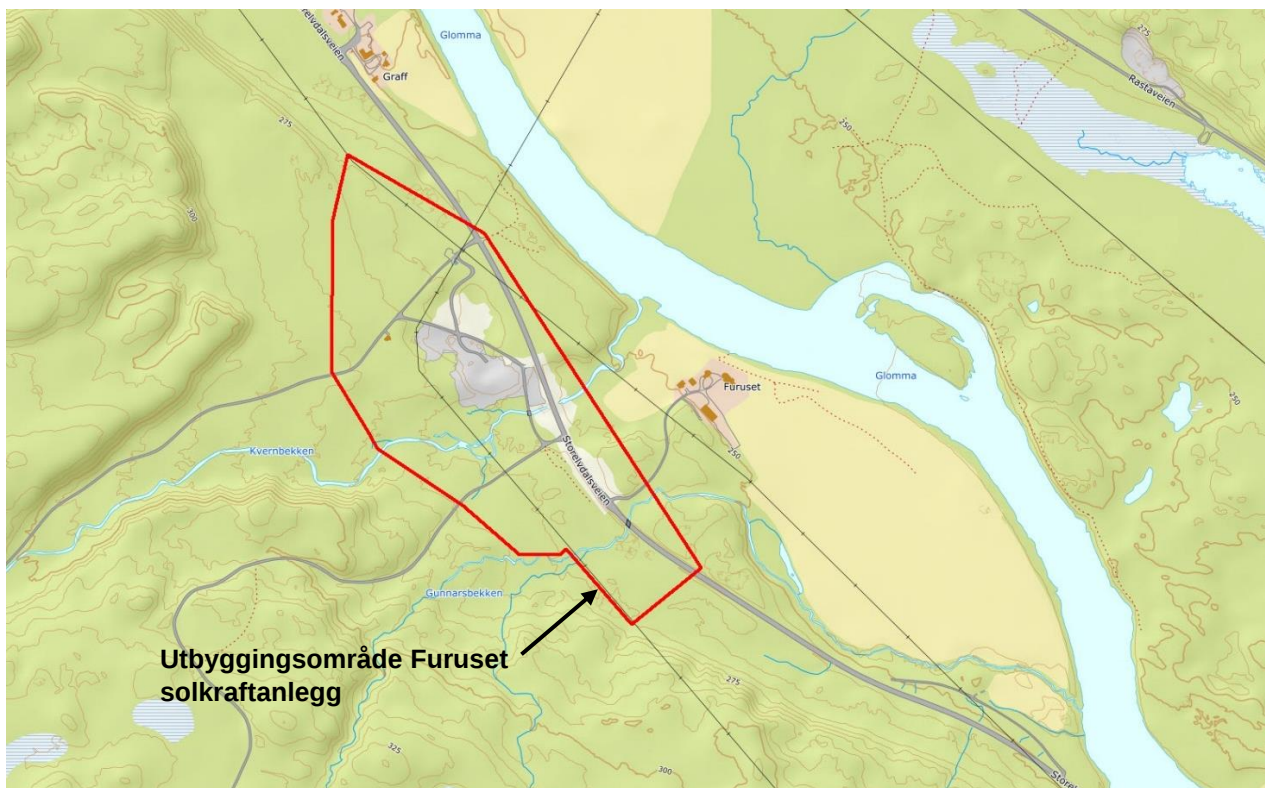 Storelvdalsveien
Glomma
Graff
275
275
Rastaveien
250
300
Glomma
Furuset
250
250
Kvernbekken
Storelvdalsveien
Gunnarsbekken
Utbyggingsområde Furuset
solkraftanlegg
275
325
300